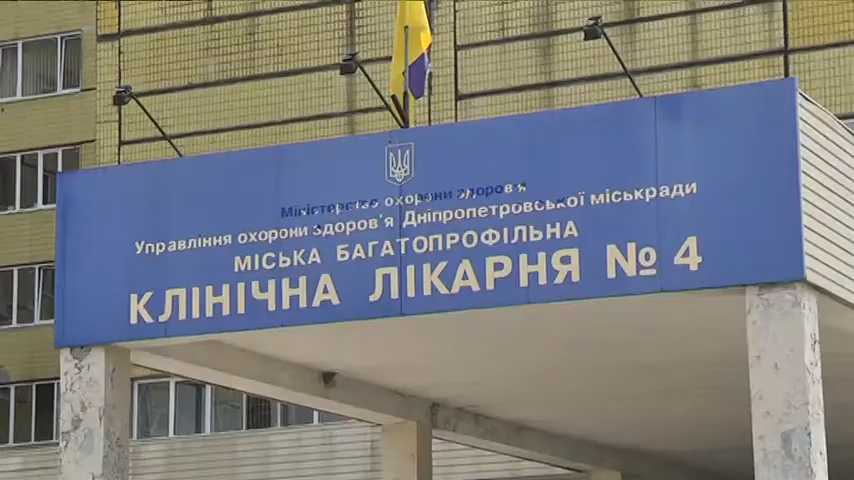 Міністерство охорони здоров'я
Управління охорони здоров'я Дніпропетровської міськради
МІСЬКА БАГАТОПРОФІЛЬНА
КЛІНІЧНА ЛІКАРНЯ № 4